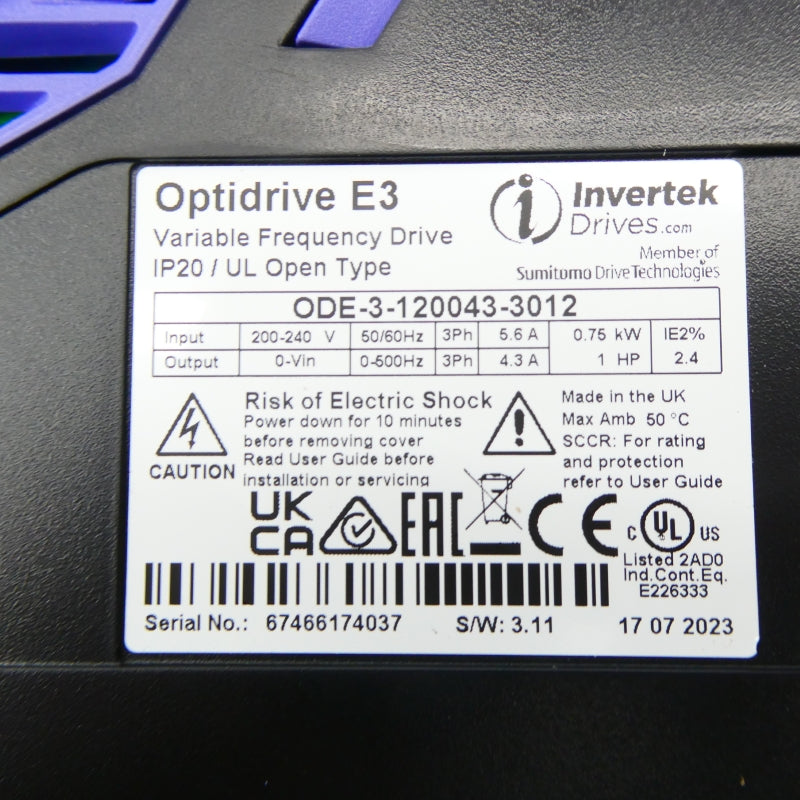 Optidrive E3
Variable Frequency Drive
IP20 / UL Open Type
i Invertek
Drives.com
Member of
Sumitomo Drive Technologies
ODE-3-120043-3012
Input 200-240 V 50/60Hz 3Ph 5.6 A 0.75 kW IE2%
Output 0-Vin 0-500Hz 3Ph 4.3 A 1 HP 2.4
CAUTION
Risk of Electric Shock
Power down for 10 minutes
before removing cover
Read User Guide before
installation or servicing
Made in the UK
Max Amb 50 °C
SCCR: For rating
and protection
refer to User Guide
UK
CA
EAC
CE
C UL US
Listed 2AD0
Ind.Cont.Eq.
E226333
Serial No.: 67466174037 S/W: 3.11 17 07 2023